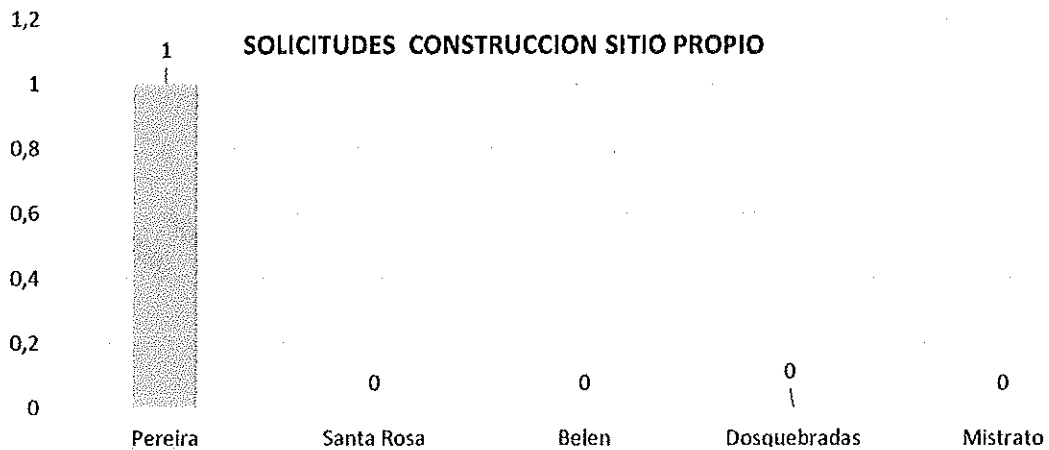 SOLICITUDES CONSTRUCCION SITIO PROPIO
1,2
1
0,8
0,6
0,4
0,2
0
1
0
0
0
0
Pereira
Santa Rosa
Belen
Dosquebradas
Mistrato